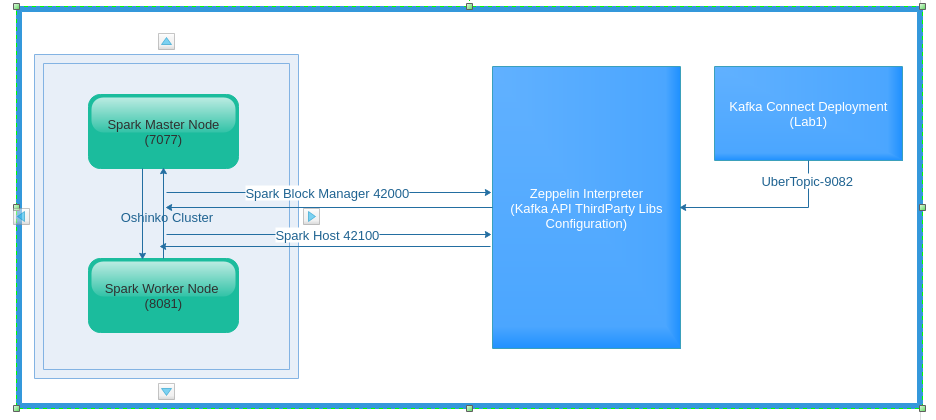 Spark Master Node
(7077)
Spark Block Manager 42000
Oshinko Cluster
Spark Host 42100
Spark Worker Node
(8081)
Zeppelin Interpreter
(Kafka API ThirdParty Libs
Configuration)
Kafka Connect Deployment
(Lab1)
UberTopic-9082